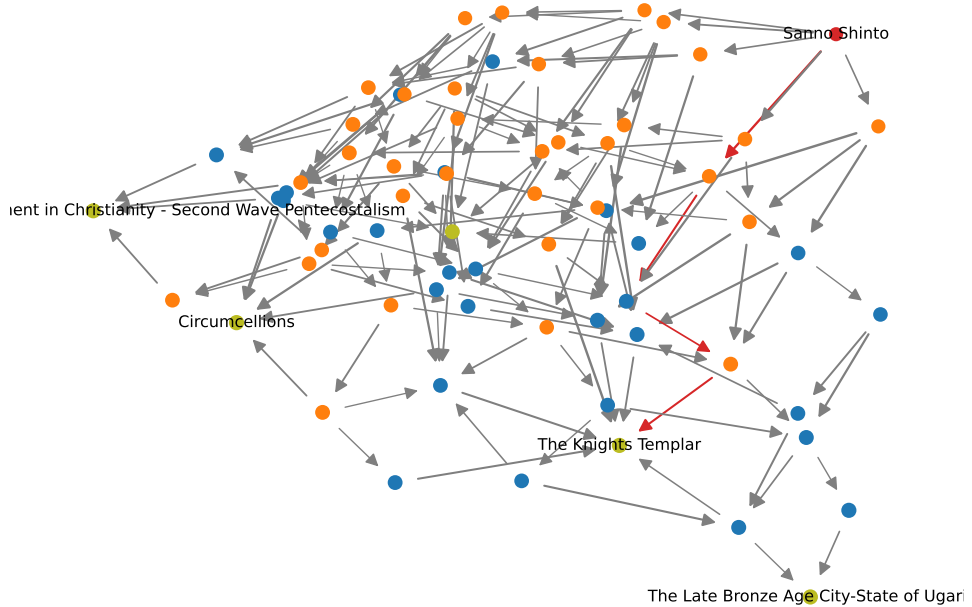 Sanno Shinto
ent in Christianity - Second Wave Pentecostalism
Circumcellions
The Knights Templar
The Late Bronze Age City-State of Ugari